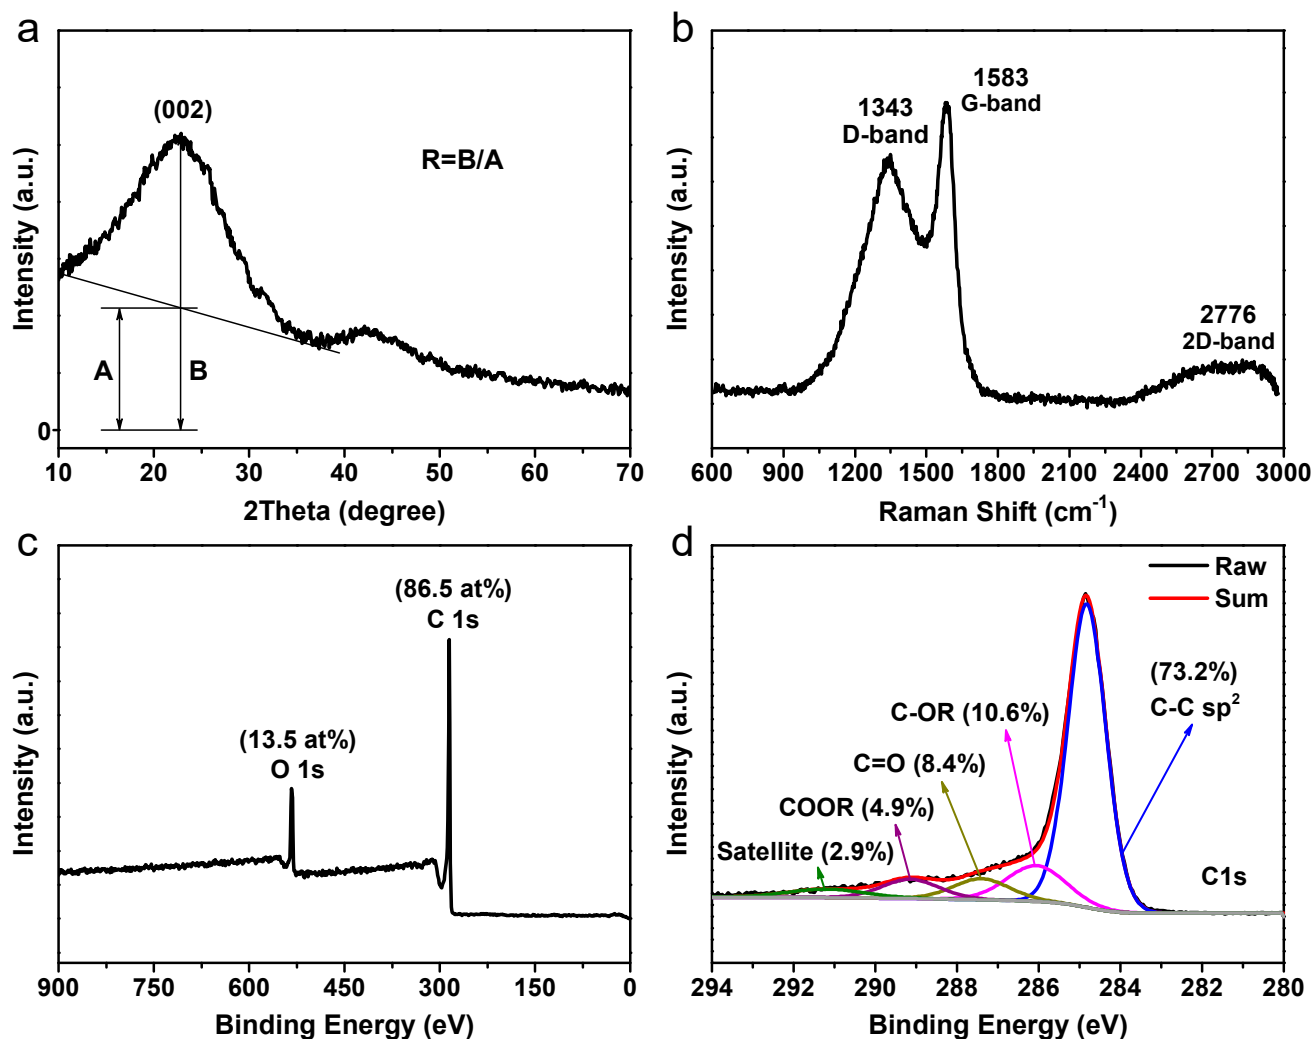 a
(002)
R=B/A
A
B
0
Intensity (a.u.)
10 20 30 40 50 60 70
2Theta (degree)
b
1343
D-band
1583
G-band
2776
2D-band
Intensity (a.u.)
600 900 1200 1500 1800 2100 2400 2700 3000
Raman Shift (cm⁻¹)
c
(86.5 at%)
C 1s
(13.5 at%)
O 1s
Intensity (a.u.)
900 750 600 450 300 150 0
Binding Energy (eV)
d
Raw
Sum
(73.2%)
C-C sp²
C-OR (10.6%)
C=O (8.4%)
COOR (4.9%)
Satellite (2.9%)
C1s
Intensity (a.u.)
294 292 290 288 286 284 282 280
Binding Energy (eV)